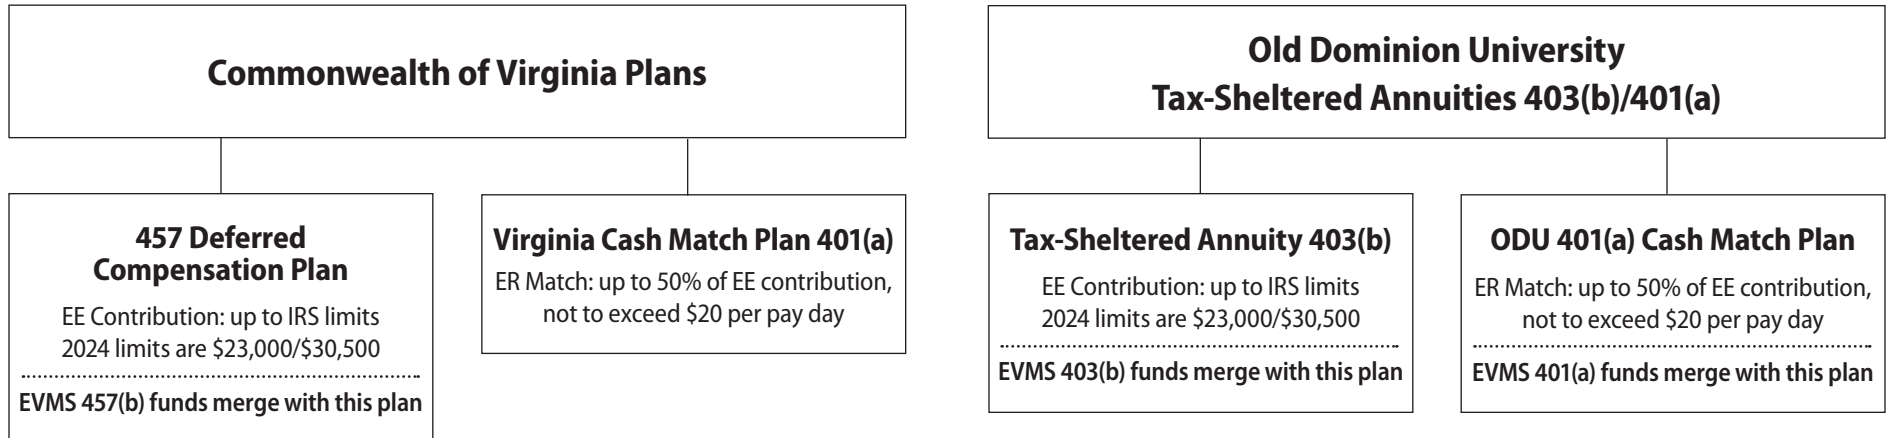 Commonwealth of Virginia Plans
457 Deferred
Compensation Plan
EE Contribution: up to IRS limits
2024 limits are $23,000/$30,500
EVMS 457(b) funds merge with this plan
Virginia Cash Match Plan 401(a)
ER Match: up to 50% of EE contribution,
not to exceed $20 per pay day
Old Dominion University
Tax-Sheltered Annuities 403(b)/401(a)
Tax-Sheltered Annuity 403(b)
EE Contribution: up to IRS limits
2024 limits are $23,000/$30,500
EVMS 403(b) funds merge with this plan
ODU 401(a) Cash Match Plan
ER Match: up to 50% of EE contribution,
not to exceed $20 per pay day
EVMS 401(a) funds merge with this plan